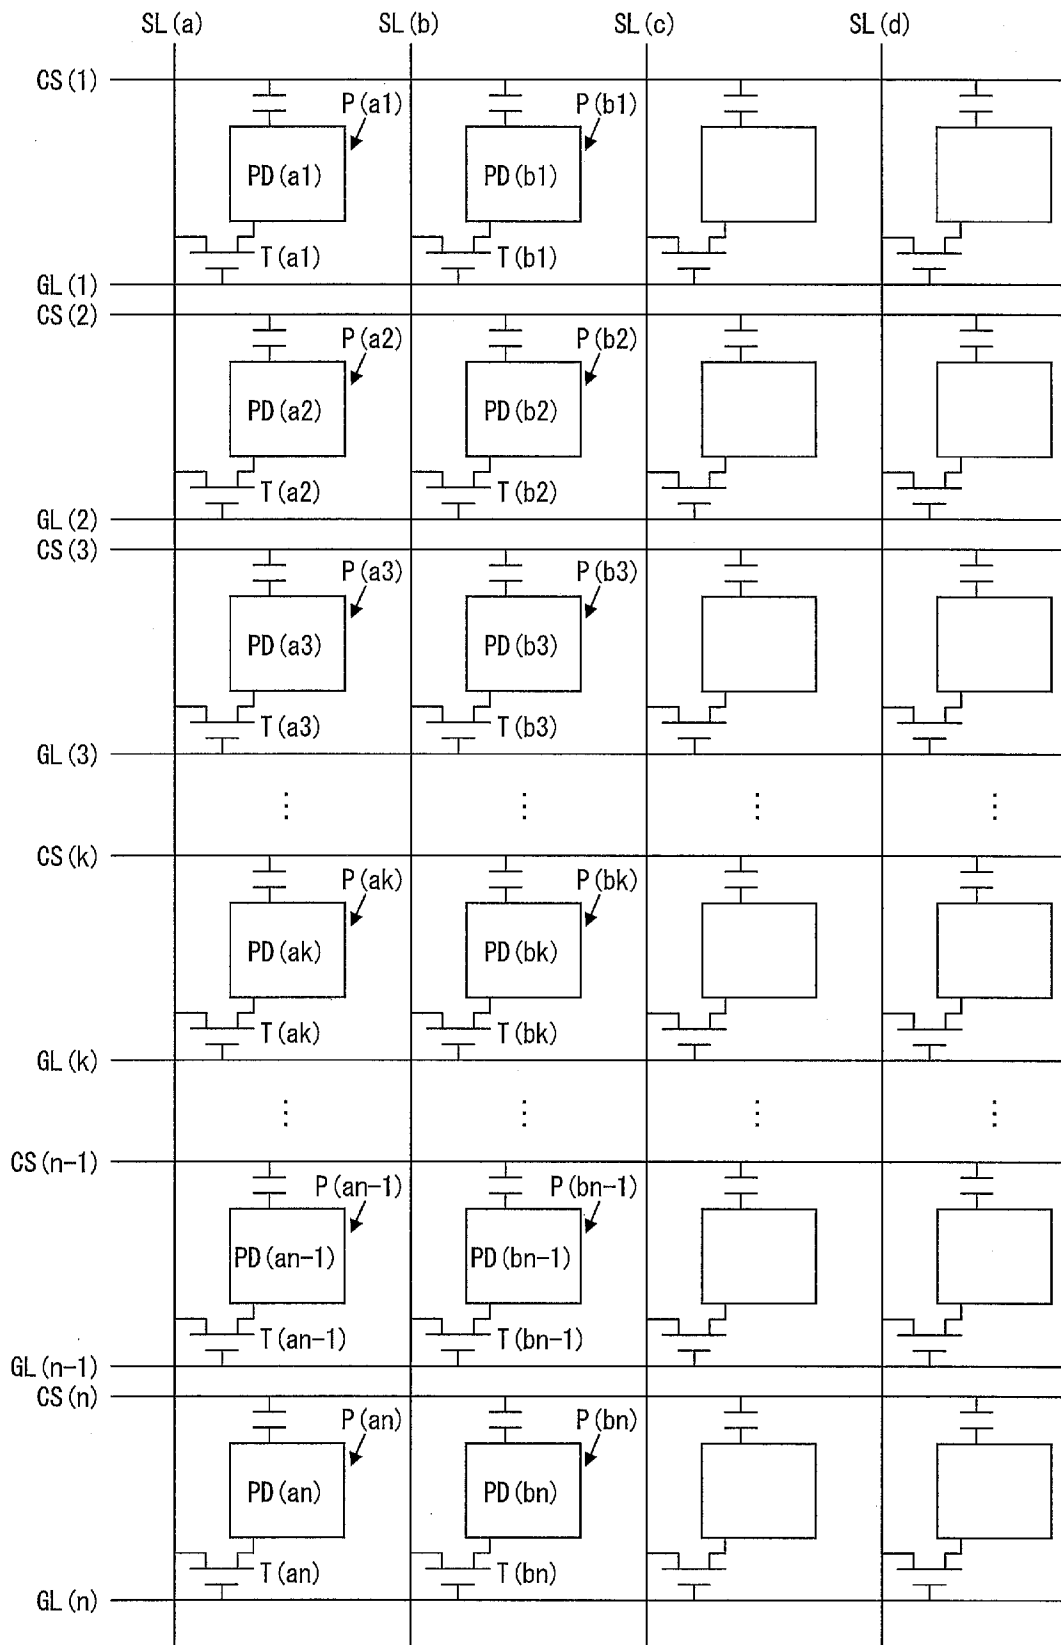 SL(a) SL(b) SL(c) SL(d)
CS(1)
P(a1) P(b1)
PD(a1) PD(b1)
T(a1) T(b1)
GL(1)
CS(2)
P(a2) P(b2)
PD(a2) PD(b2)
T(a2) T(b2)
GL(2)
CS(3)
P(a3) P(b3)
PD(a3) PD(b3)
T(a3) T(b3)
GL(3)
CS(k)
P(ak) P(bk)
PD(ak) PD(bk)
T(ak) T(bk)
GL(k)
CS(n-1)
P(an-1) P(bn-1)
PD(an-1) PD(bn-1)
T(an-1) T(bn-1)
GL(n-1)
CS(n)
P(an) P(bn)
PD(an) PD(bn)
T(an) T(bn)
GL(n)